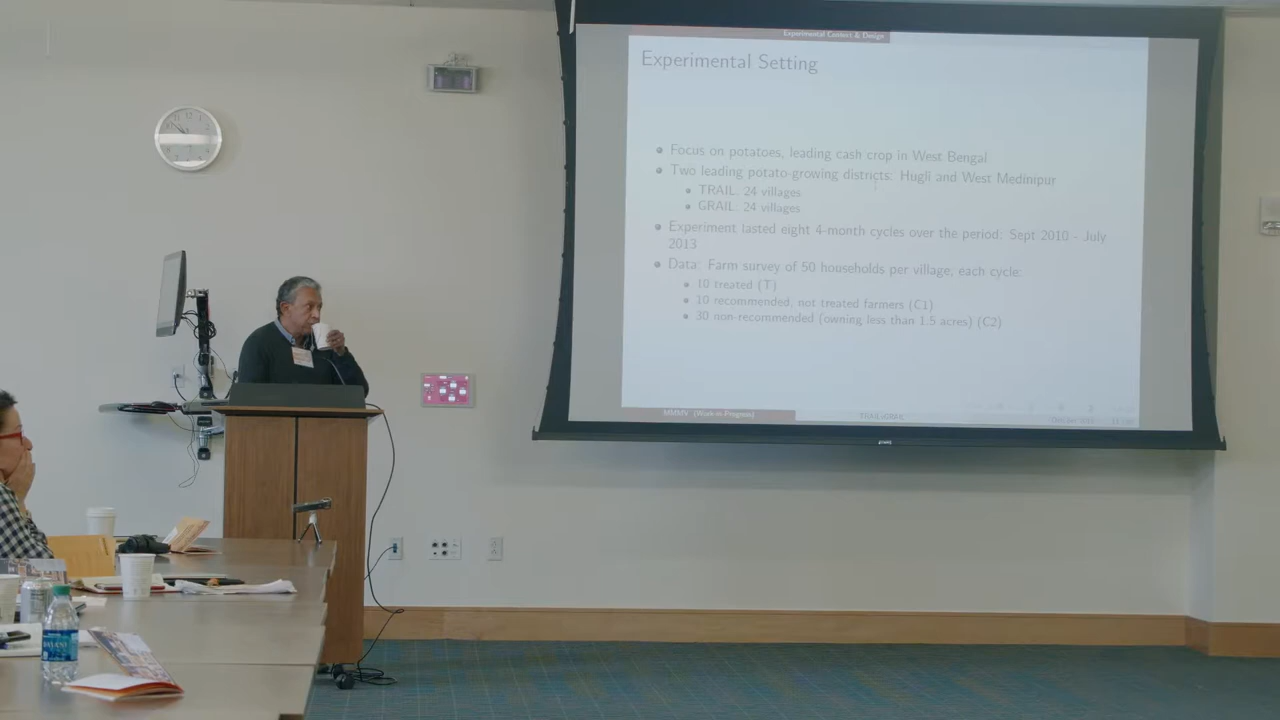 Experimental Context & Design
Experimental Setting
Focus on potatoes, leading cash crop in West Bengal
Two leading potato-growing districts: Hugli and West Medinipur
TRAIL. 24 villages
GRAIL. 24 villages
Experiment lasted eight 4-month cycles over the period: Sept 2010 - July
2013
Data: Farm survey of 50 households per village, each cycle:
10 treated (T)
10 recommended, not treated farmers (C1)
30 non-recommended (owning less than 1.5 acres) (C2)
MMMV (Work-in Progress)